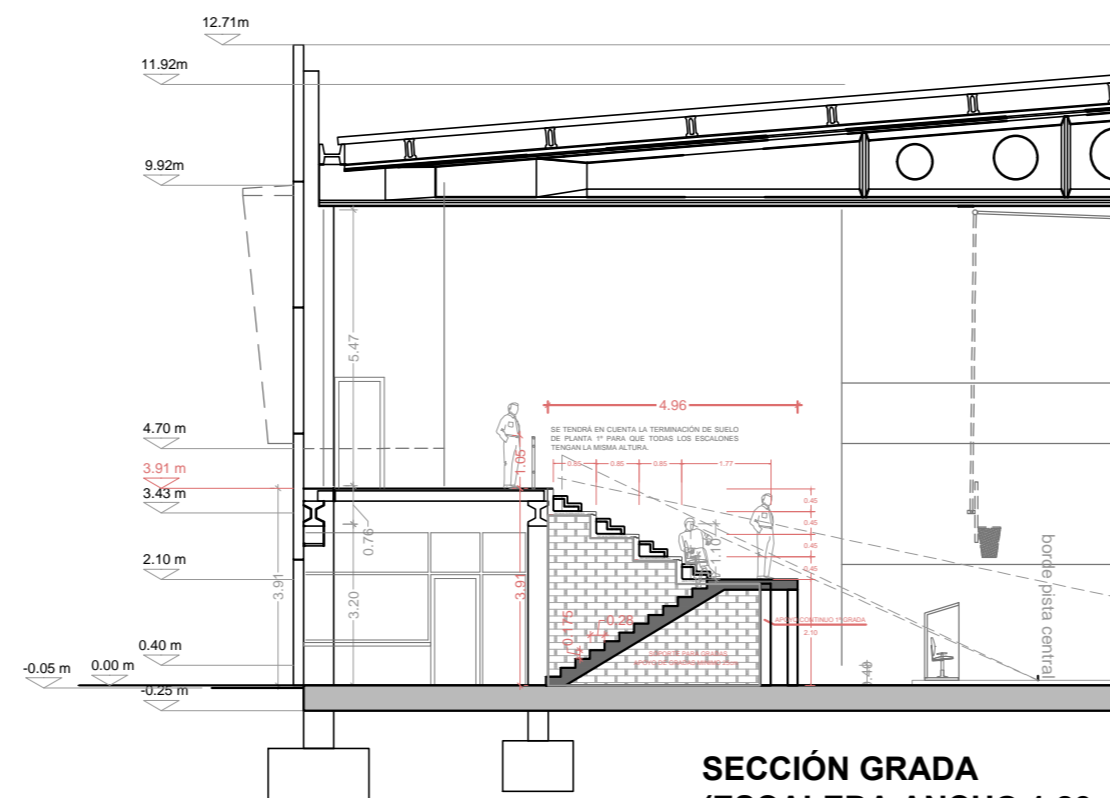 12.71m
11.92m
9.92m
4.70 m
3.91 m
3.43 m
2.10 m
0.40 m
-0.05 m
0.00 m
-0.25 m
5.47
0.76
3.91
3.20
4.96
SE TENDRÁ EN CUENTA LA TERMINACIÓN DE SUELO
DE PLANTA 1ª PARA QUE TODAS LOS ESCALONES
TENGAN LA MISMA ALTURA.
0.85
0.85
0.85
1.77
1.05
3.91
0.45
0.45
0.45
0.45
1.10
0.28
0.175
APOYO CONTINUO 1ª GRADA
2.10
borde pista central
SECCIÓN GRADA